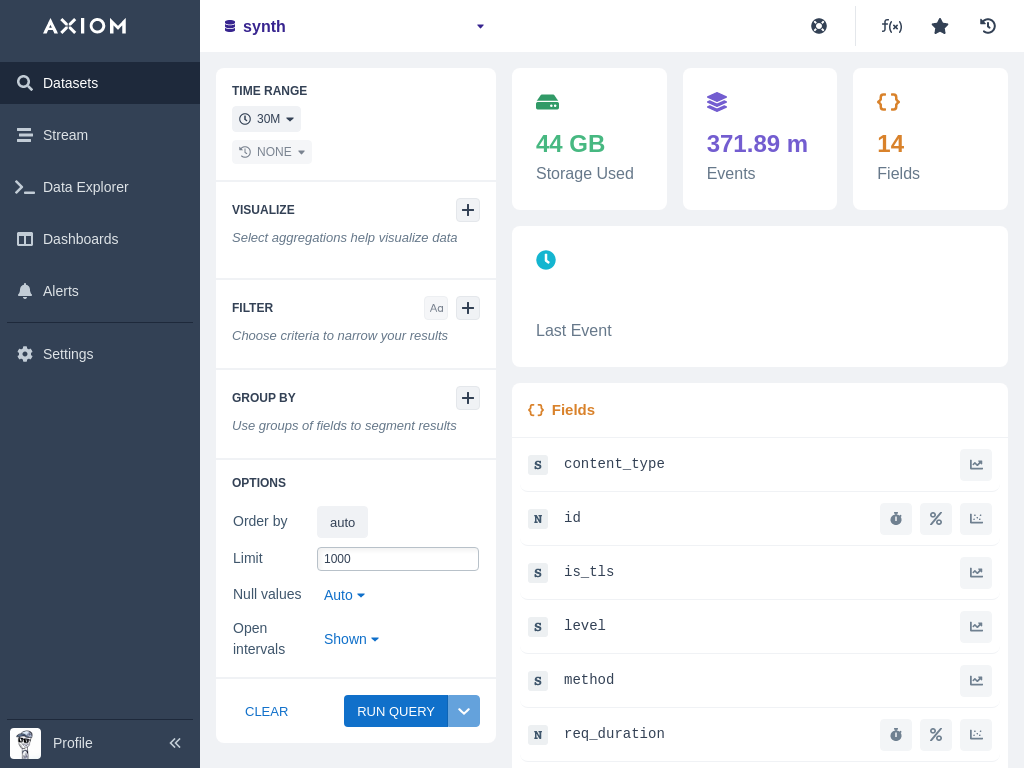 AXIOM
Datasets
Stream
Data Explorer
Dashboards
Alerts
Settings
Profile
synth
f(x)
TIME RANGE
30M
NONE
VISUALIZE
Select aggregations help visualize data
FILTER
Aa
Choose criteria to narrow your results
GROUP BY
Use groups of fields to segment results
OPTIONS
Order by auto
Limit 1000
Null values Auto
Open
intervals
Shown
CLEAR RUN QUERY
44 GB
Storage Used
371.89 m
Events
14
Fields
Last Event
{} Fields
S content_type
N id %
S is_tls
S level
S method
N req_duration %